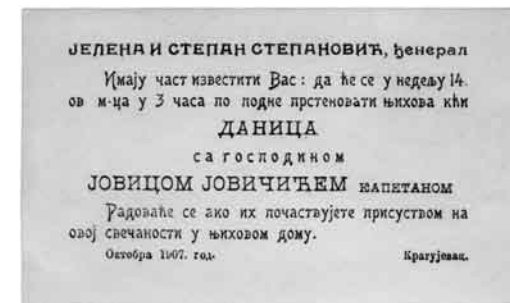 ЈЕЛЕНА И СТЕПАН СТЕПАНОВИЋ, ђенерал
Имају част известити Вас: да ће се у недељу 14.
ов м-ца у 3 часа по подне прстеновати њихова кћи
ДАНИЦА
са господином
ЈОВИЦОМ ЈОВИЧИЋЕМ КАПЕТАНОМ
Радоваће се ако их почаствујете присуством на
овој свечаности у њиховом дому.
Октобра 1907. год. Крагујевац.